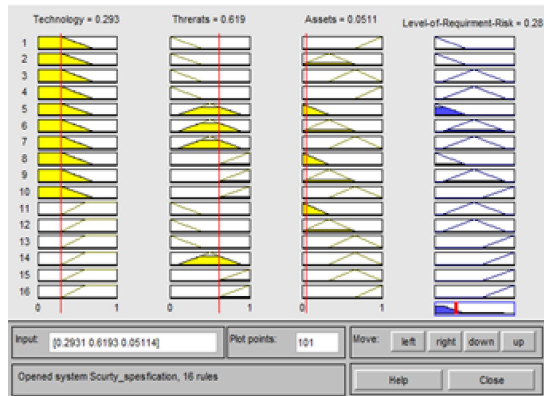 Technology = 0.293
Threrats = 0.619
Assets = 0.0511
Level-of-Requirment-Risk = 0.28
1
2
3
4
5
6
7
8
9
10
11
12
13
14
15
16
0 1
0 1
0 1
0 1
Input: [0.2931 0.6193 0.05114]
Plot points: 101
Move: left right down up
Opened system Scurty_spesfication, 16 rules
Help Close